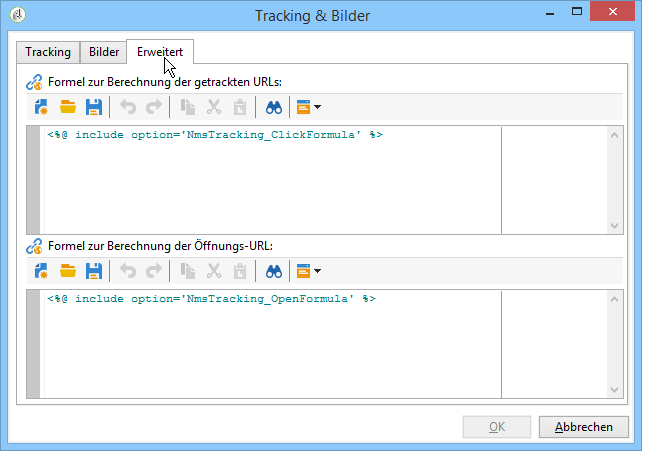 Tracking & Bilder
Tracking Bilder Erweitert
Formel zur Berechnung der getrackten URLs:
<%@ include option='NmsTracking_ClickFormula' %>
Formel zur Berechnung der Öffnungs-URL:
<%@ include option='NmsTracking_OpenFormula' %>
OK Abbrechen